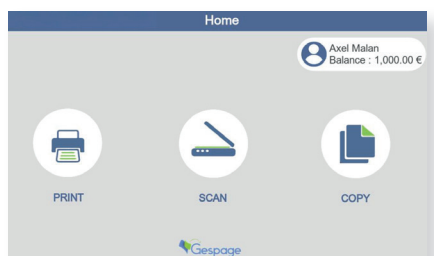 Home
Axel Malan
Balance : 1,000.00 €
PRINT
SCAN
COPY
Gespage